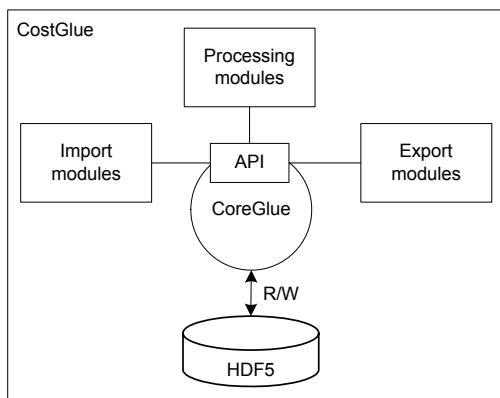 CostGlue
Processing
modules
Import
modules
API
Export
modules
CoreGlue
R/W
HDF5